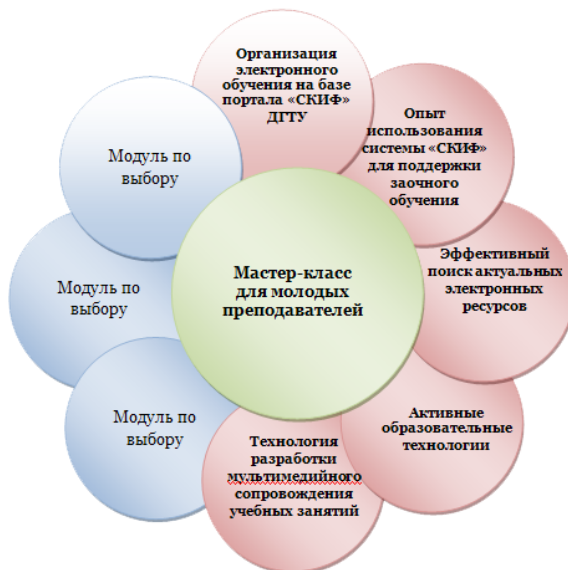 Организация
электронного
обучения на базе
портала «СКИФ»
ДГТУ
Опыт
использования
системы «СКИФ»
для поддержки
заочного
обучения
Эффективный
поиск актуальных
электронных
ресурсов
Активные
образовательные
технологии
Технология
разработки
мультимедийного
сопровождения
учебных занятий
Модуль по
выбору
Модуль по
выбору
Модуль по
выбору
Мастер-класс
для молодых
преподавателей